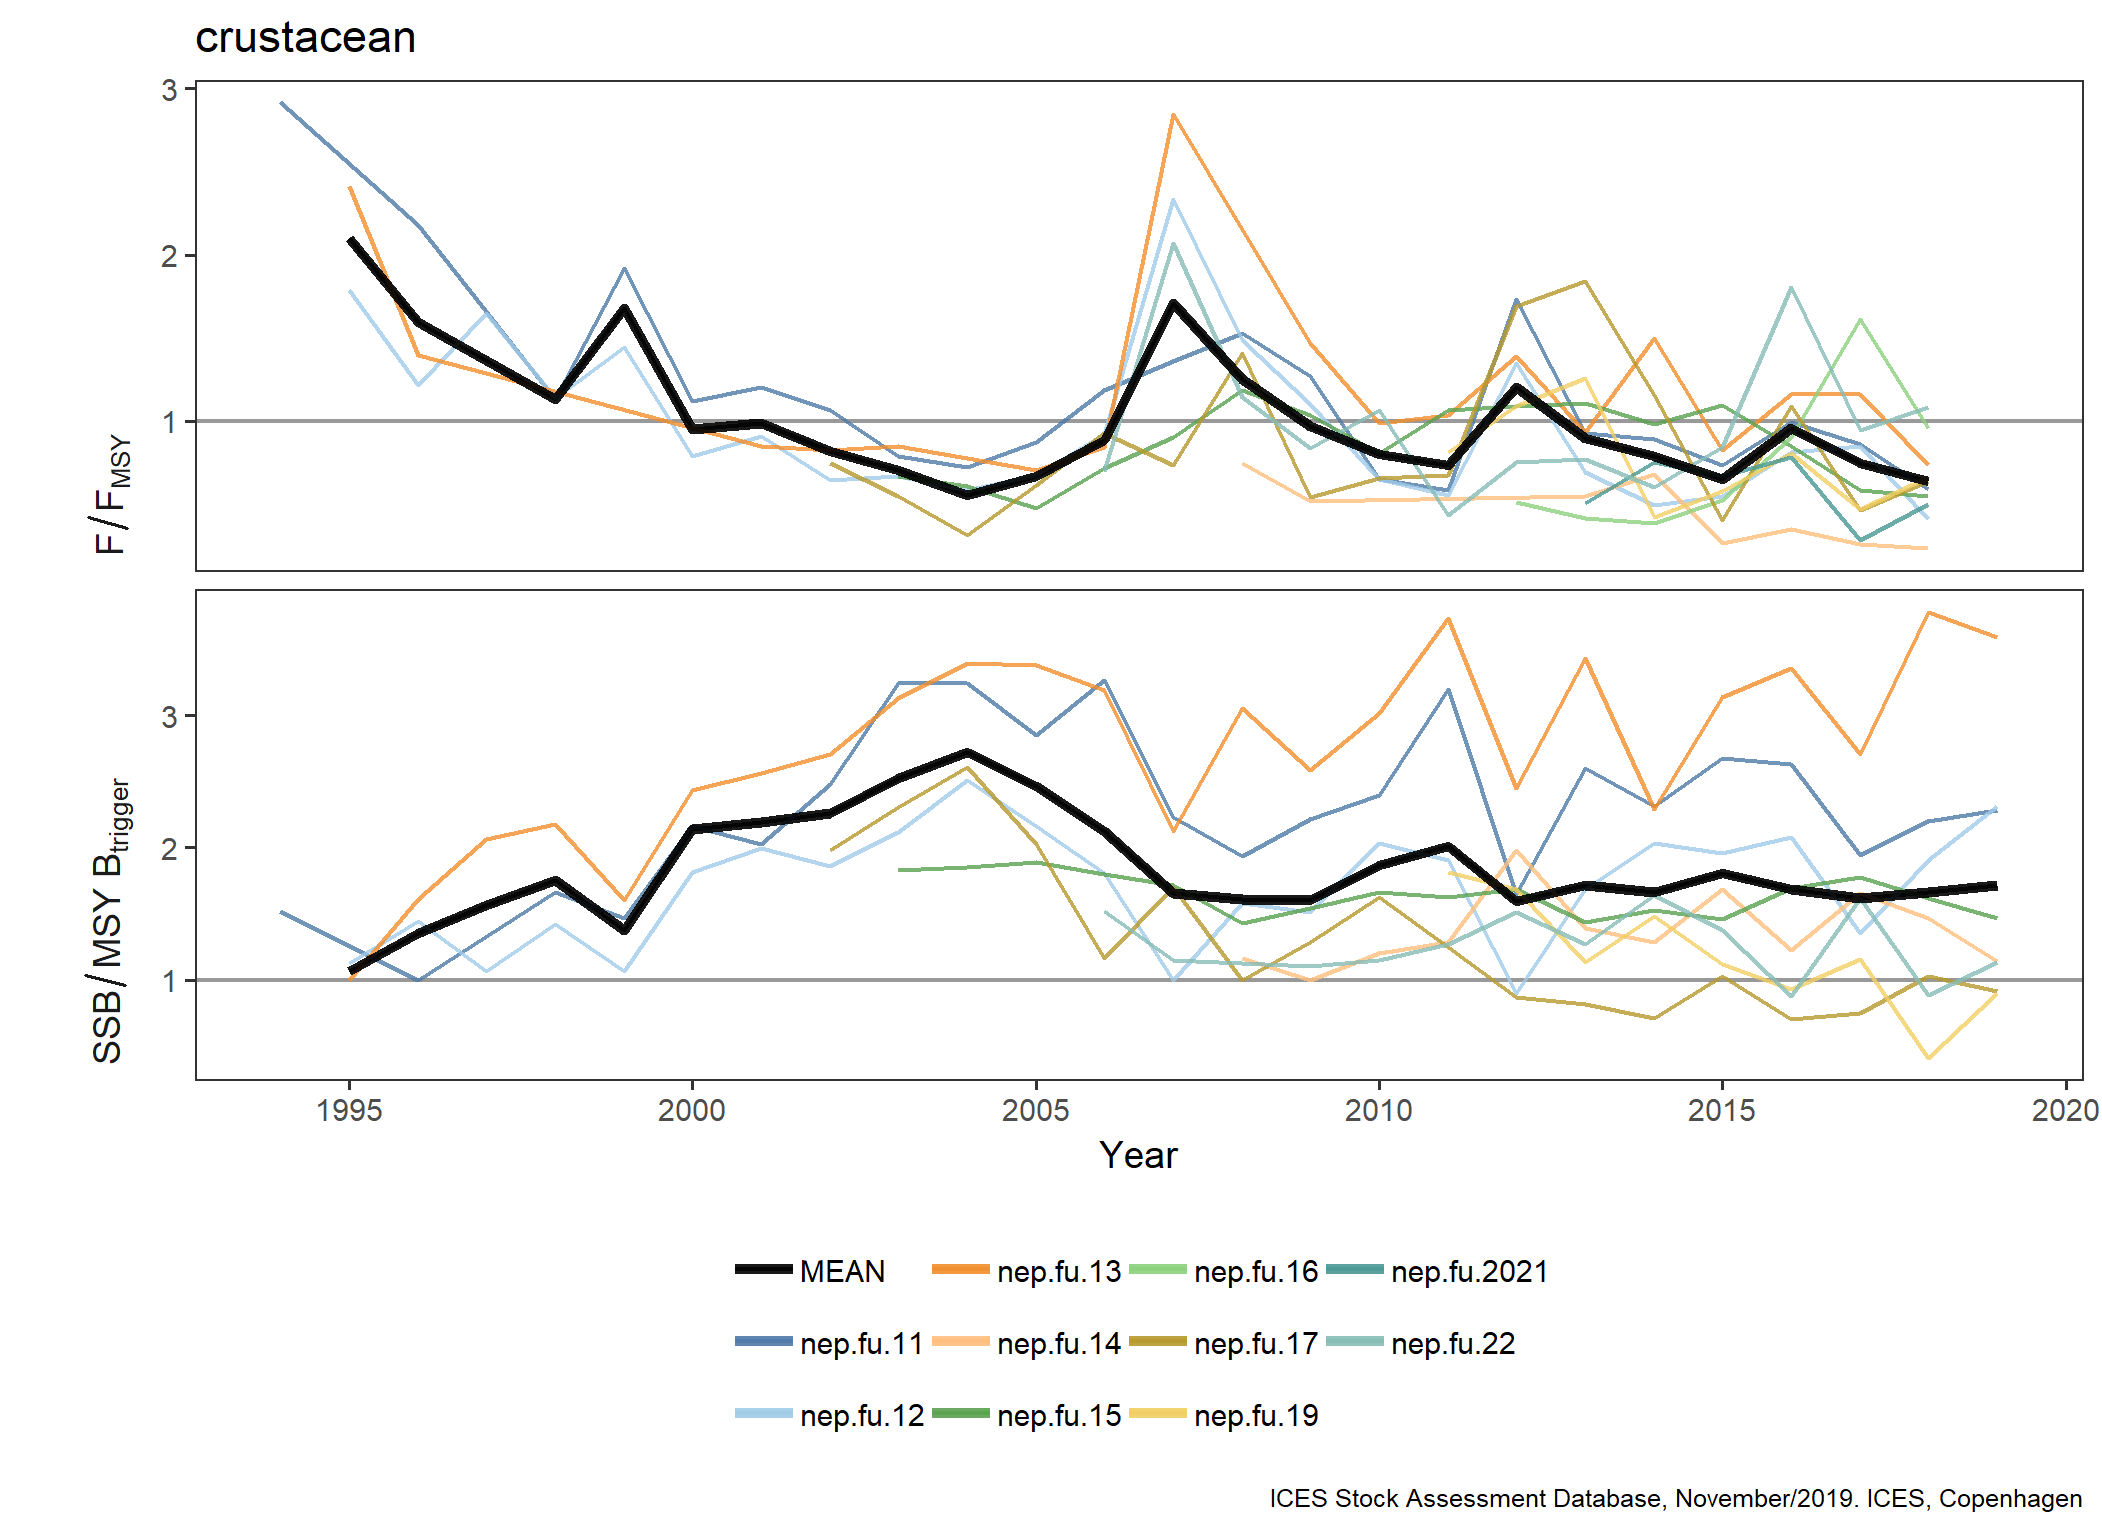 crustacean
3
2
1
F/FMSY
3
2
1
SSB/MSY Btrigger
1995 2000 2005 2010 2015 2020
Year
MEAN nep.fu.13 nep.fu.16 nep.fu.2021
nep.fu.11 nep.fu.14 nep.fu.17 nep.fu.22
nep.fu.12 nep.fu.15 nep.fu.19
ICES Stock Assessment Database, November/2019. ICES, Copenhagen